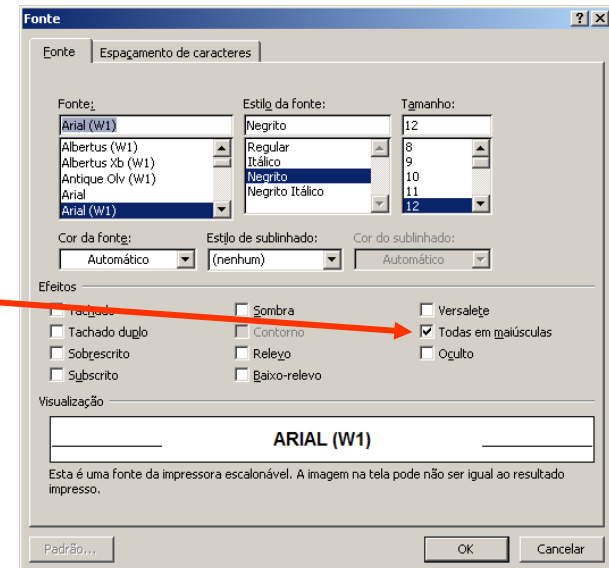 Fonte
Fonte Espaçamento de caracteres
Fonte: Estilo da fonte: Tamanho:
Arial (W1) Negrito 12
Albertus (W1) Regular 8
Albertus Xb (W1) Itálico 9
Antique Olv (W1) Negrito 10
Arial Negrito Itálico 11
Arial (W1) 12
Cor da fonte: Estilo de sublinhado: Cor do sublinhado:
Automático (nenhum) Automático
Efeitos
Tachado Sombra Versalete
Tachado duplo Contorno Todas em maiúsculas
Sobrescrito Relevo Oculto
Subscrito Baixo-relevo
Visualização
ARIAL (W1)
Esta é uma fonte da impressora escalonável. A imagem na tela pode não ser igual ao resultado
impresso.
Padrão... OK Cancelar